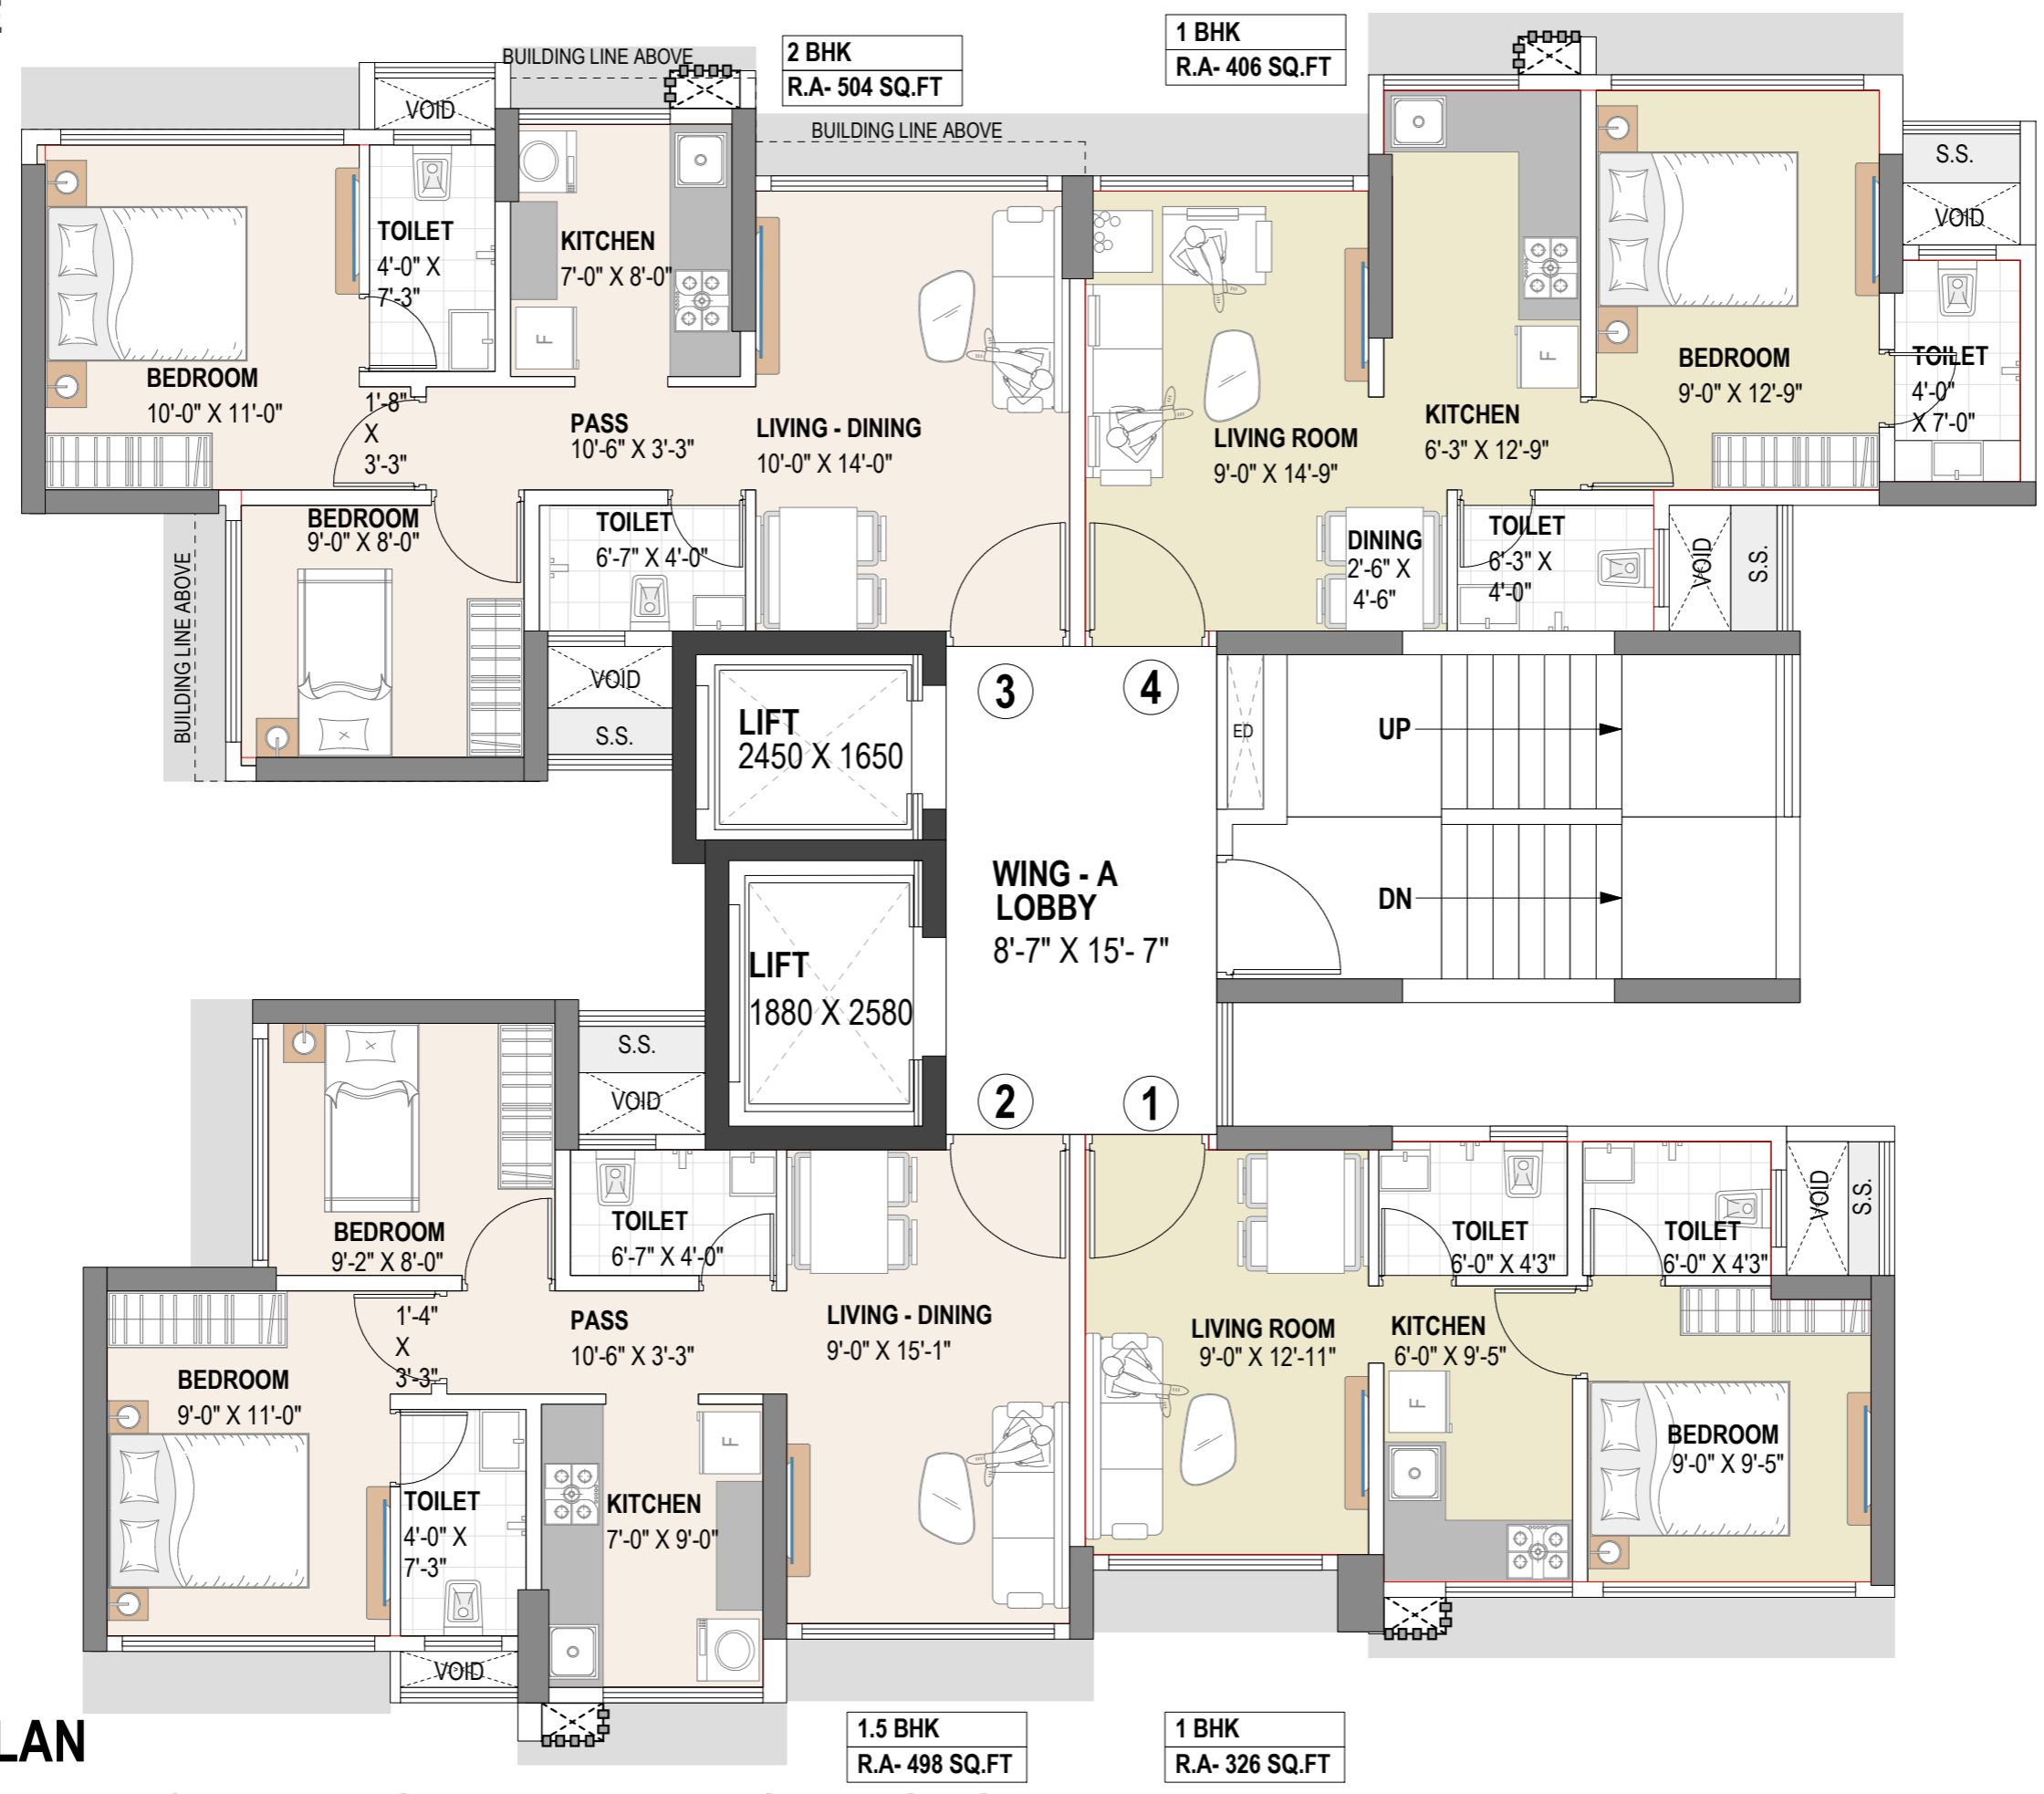 BUILDING LINE ABOVE
2 BHK
R.A- 504 SQ.FT
1 BHK
R.A- 406 SQ.FT
VOID
BUILDING LINE ABOVE
S.S.
VOID
TOILET
4'-0" X
7'-3"
KITCHEN
7'-0" X 8'-0"
F
BEDROOM
10'-0" X 11'-0"
1'-8"
X
3'-3"
PASS
10'-6" X 3'-3"
LIVING - DINING
10'-0" X 14'-0"
LIVING ROOM
9'-0" X 14'-9"
KITCHEN
6'-3" X 12'-9"
F
BEDROOM
9'-0" X 12'-9"
TOILET
4'-0"
X 7'-0"
BEDROOM
9'-0" X 8'-0"
TOILET
6'-7" X 4'-0"
DINING
2'-6" X
4'-6"
TOILET
6'-3" X
4'-0"
VOID
S.S.
BUILDING LINE ABOVE
VOID
S.S.
LIFT
2450 X 1650
3
4
ED
UP
WING - A
LOBBY
8'-7" X 15'- 7"
DN
LIFT
1880 X 2580
S.S.
VOID
2
1
BEDROOM
9'-2" X 8'-0"
TOILET
6'-7" X 4'-0"
TOILET
6'-0" X 4'3"
TOILET
6'-0" X 4'3"
VOID
S.S.
1'-4"
X
3'-3"
PASS
10'-6" X 3'-3"
LIVING - DINING
9'-0" X 15'-1"
LIVING ROOM
9'-0" X 12'-11"
KITCHEN
6'-0" X 9'-5"
F
BEDROOM
9'-0" X 11'-0"
F
BEDROOM
9'-0" X 9'-5"
TOILET
4'-0" X
7'-3"
KITCHEN
7'-0" X 9'-0"
VOID
LAN
1.5 BHK
R.A- 498 SQ.FT
1 BHK
R.A- 326 SQ.FT